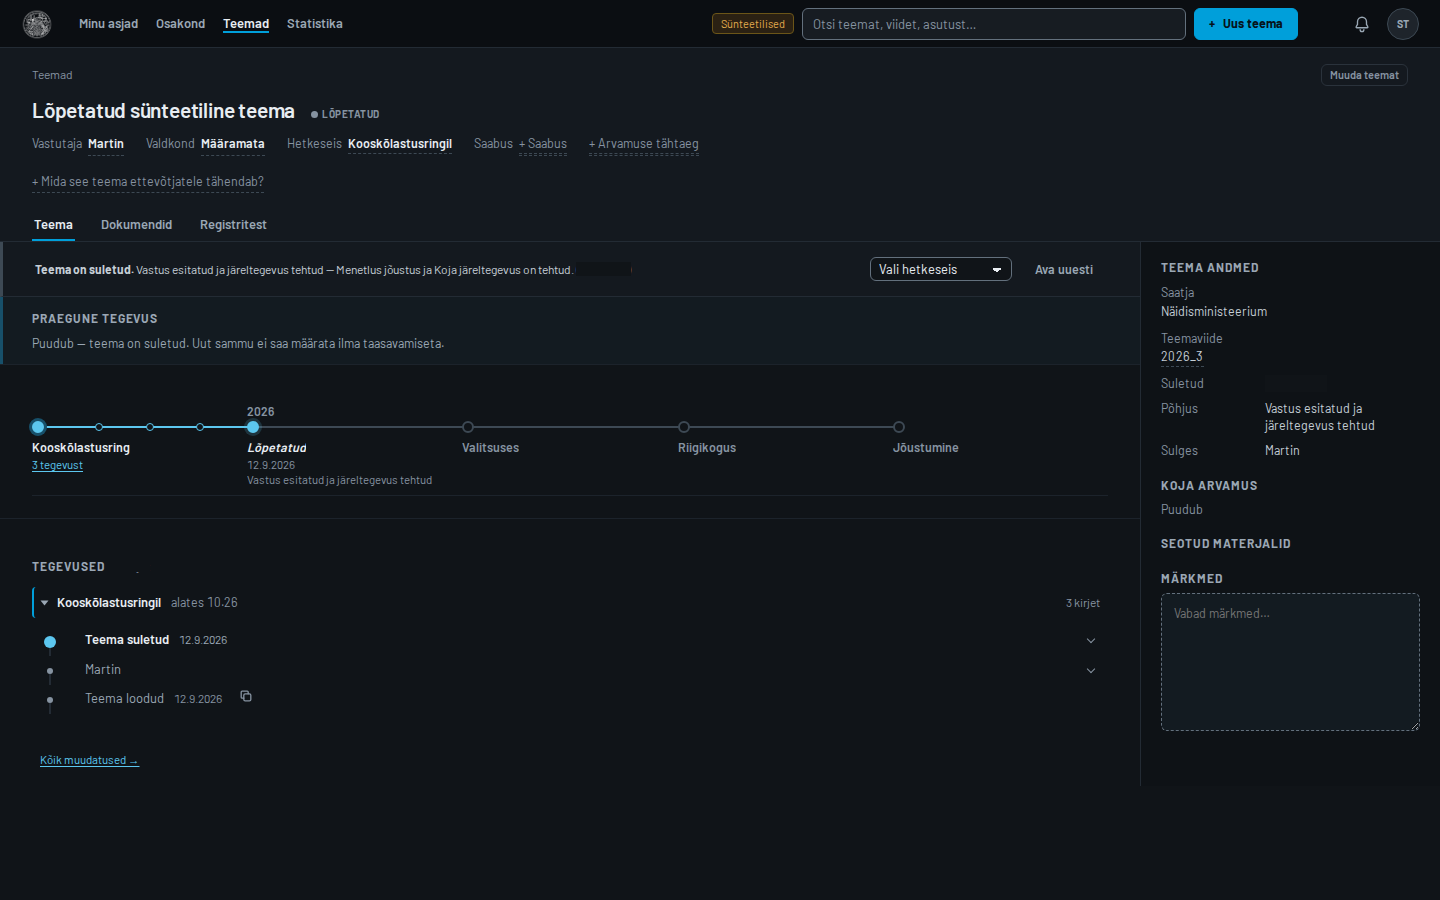 Minu asjad Osakond Teemad Statistika Sünteetilised Otsi teemat, viidet, asutust... + Uus teema ST
Teemad Muuda teemat
Lõpetatud sünteetiline teema LÕPETATUD
Vastutaja Martin Valdkond Määramata Hetkeseis Kooskõlastusringil Saabus + Saabus + Arvamuse tähtaeg
+ Mida see teema ettevõtjatele tähendab?
Teema Dokumendid Registritest
Teema on suletud. Vastus esitatud ja järeltegevus tehtud — Menetlus jõustus ja Koja järeltegevus on tehtud. Vali hetkeseis Ava uuesti
PRAEGUNE TEGEVUS
Puudub — teema on suletud. Uut sammu ei saa määrata ilma taasavamiseta.
2026
Kooskõlastusring Lõpetatud Valitsuses Riigikogus Jõustumine
3 tegevust 12.9.2026
Vastus esitatud ja järeltegevus tehtud
TEGEVUSED
Kooskõlastusringil alates 10.26 3 kirjet
Teema suletud 12.9.2026
Martin
Teema loodud 12.9.2026
Kõik muudatused →
TEEMA ANDMED
Saatja
Näidisministeerium
Teemaviide
2026_3
Suletud
Põhjus Vastus esitatud ja
järeltegevus tehtud
Sulges Martin
KOJA ARVAMUS
Puudub
SEOTUD MATERJALID
MÄRKMED
Vabad märkmed...